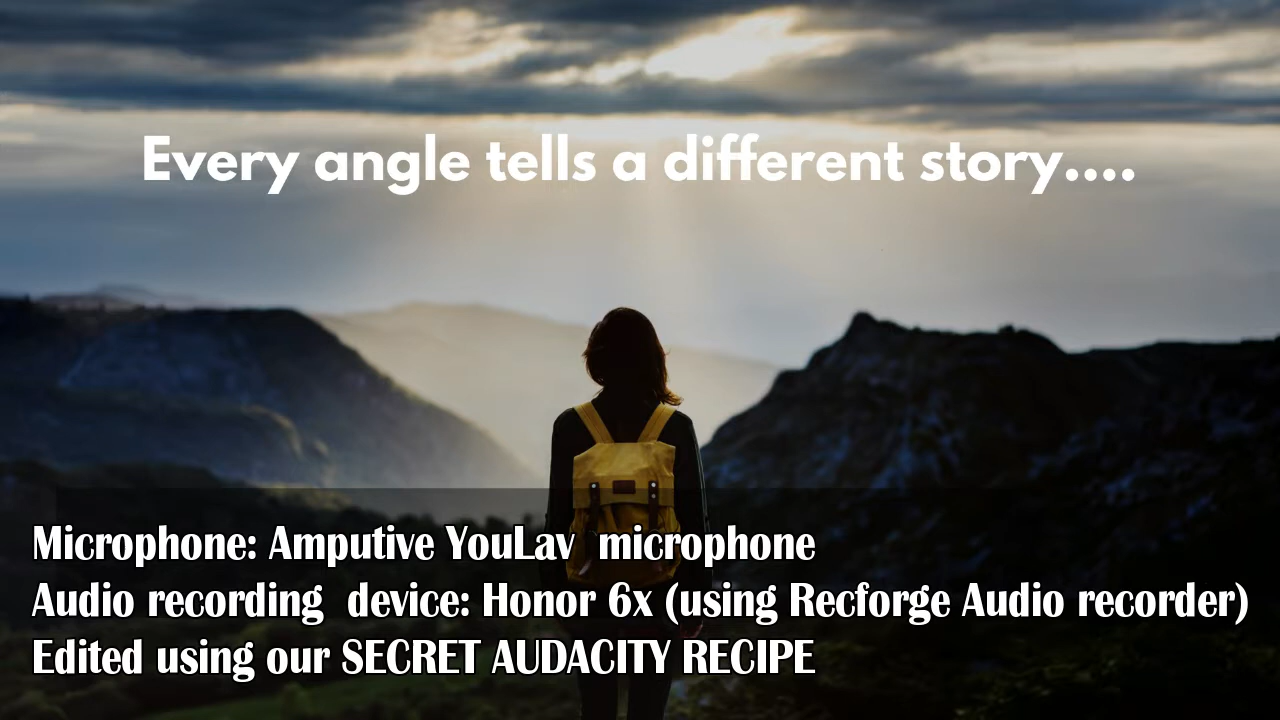 Every angle tells a different story....
Microphone: Amputive YouLav microphone
Audio recording device: Honor 6x (using Recforge Audio recorder)
Edited using our SECRET AUDACITY RECIPE